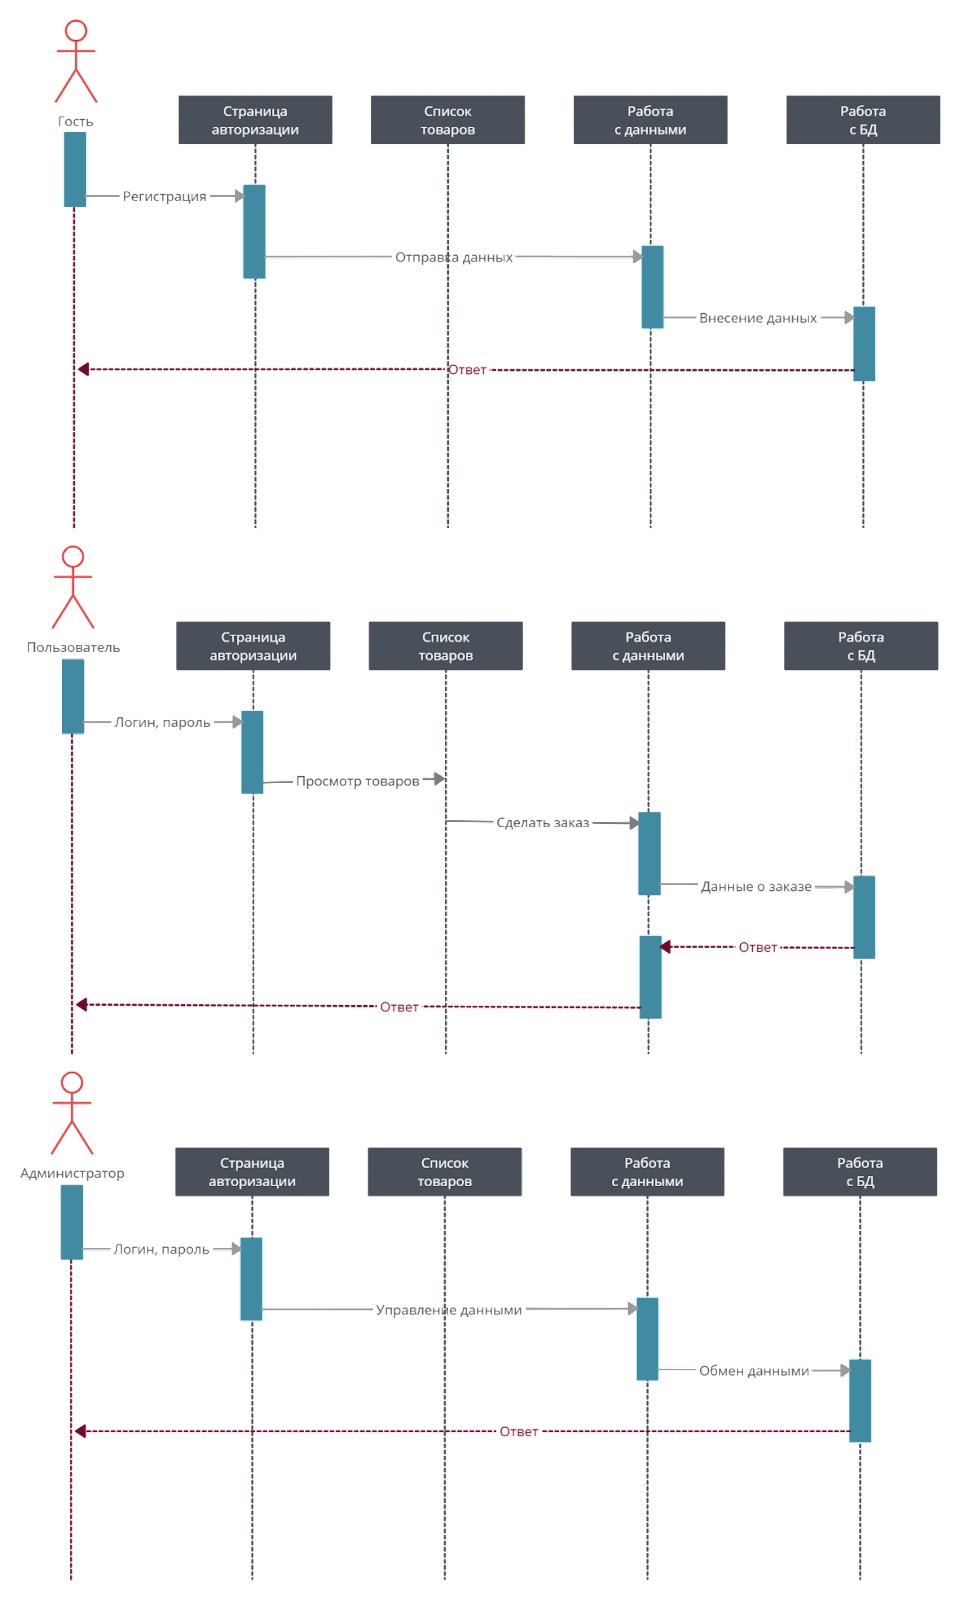 Гость
Страница
авторизации
Список
товаров
Работа
с данными
Работа
с БД
Регистрация
Отправка данных
Внесение данных
Ответ
Пользователь
Страница
авторизации
Список
товаров
Работа
с данными
Работа
с БД
Логин, пароль
Просмотр товаров
Сделать заказ
Данные о заказе
Ответ
Ответ
Администратор
Страница
авторизации
Список
товаров
Работа
с данными
Работа
с БД
Логин, пароль
Управление данными
Обмен данными
Ответ